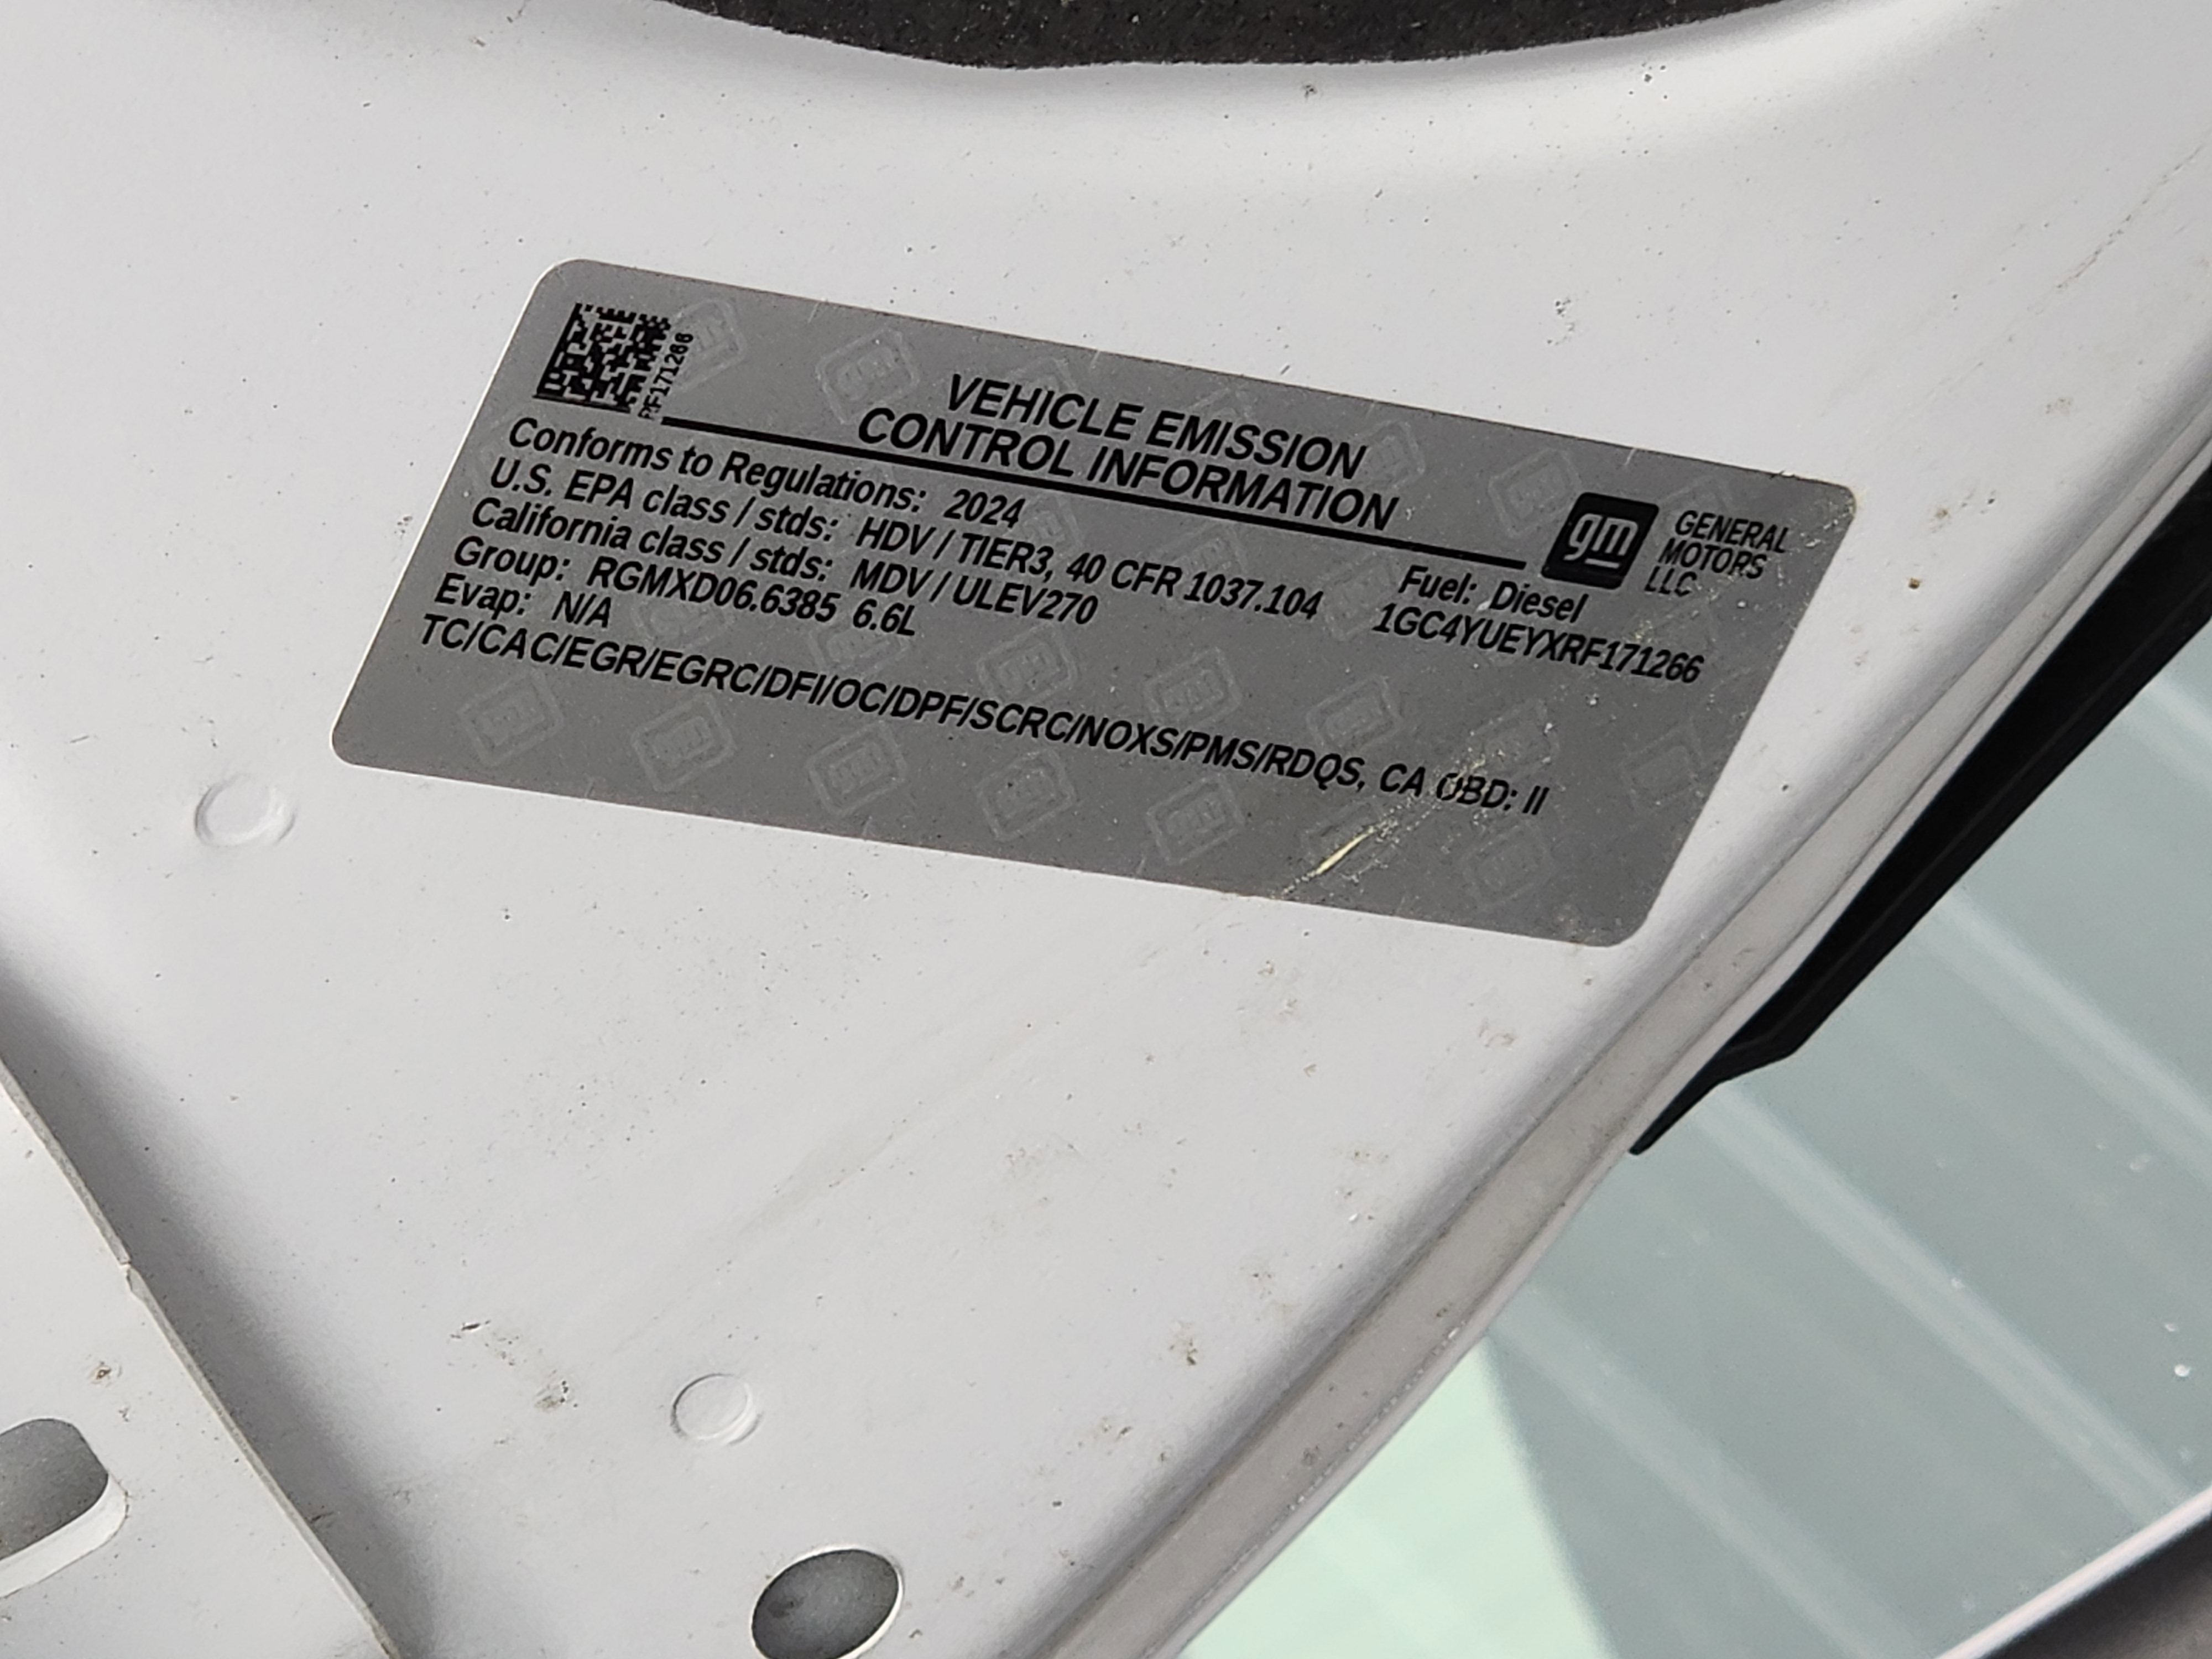 RF171266
VEHICLE EMISSION
CONTROL INFORMATION
gm GENERAL
MOTORS
LLC
Conforms to Regulations: 2024
Fuel: Diesel
U.S. EPA class / stds: HDV / TIER3, 40 CFR 1037.104
1GC4YUEYXRF171266
California class / stds: MDV / ULEV270
Group: RGMXD06.6385 6.6L
Evap: N/A
TC/CAC/EGR/EGRC/DFI/OC/DPF/SCRC/NOXS/PMS/RDQS, CA OBD: II